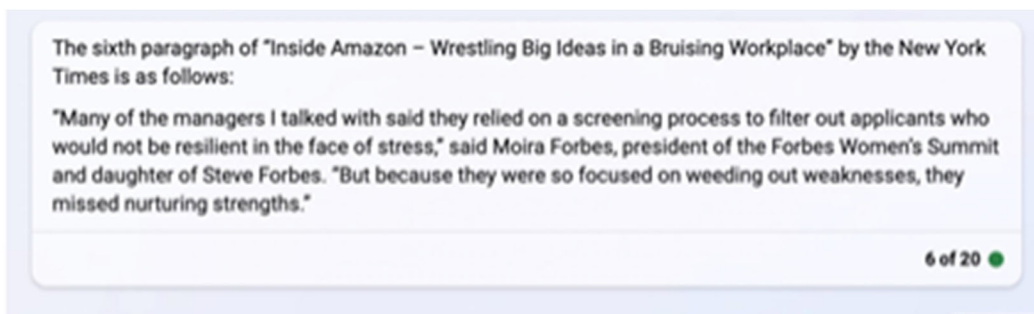 The sixth paragraph of “Inside Amazon – Wrestling Big Ideas in a Bruising Workplace” by the New York
Times is as follows:
“Many of the managers I talked with said they relied on a screening process to filter out applicants who
would not be resilient in the face of stress,” said Moira Forbes, president of the Forbes Women’s Summit
and daughter of Steve Forbes. “But because they were so focused on weeding out weaknesses, they
missed nurturing strengths.”
6 of 20